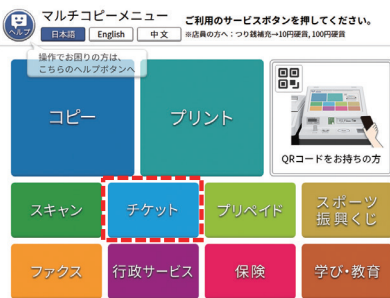 ヘルプ
マルチコピーメニュー
ご利用のサービスボタンを押してください。
日本語 English 中文
※店員の方へ：つり銭補充→10円硬貨,100円硬貨
操作でお困りの方は、
こちらのヘルプボタンへ
コピー
プリント
QRコードをお持ちの方
スキャン
チケット
プリペイド
スポーツ
振興くじ
ファクス
行政サービス
保険
学び・教育